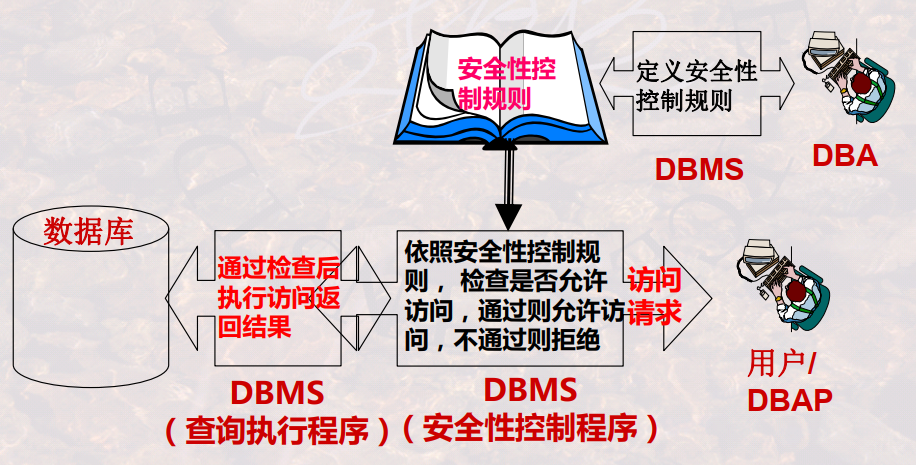 安全性控
制规则
定义安全性
控制规则
DBMS
DBA
数据库
通过检查后
执行访问返
回结果
依照安全性控制规
则， 检查是否允许
访问，通过则允许访
问，不通过则拒绝
访问
请求
用户/
DBAP
DBMS
（查询执行程序）
DBMS
（安全性控制程序）